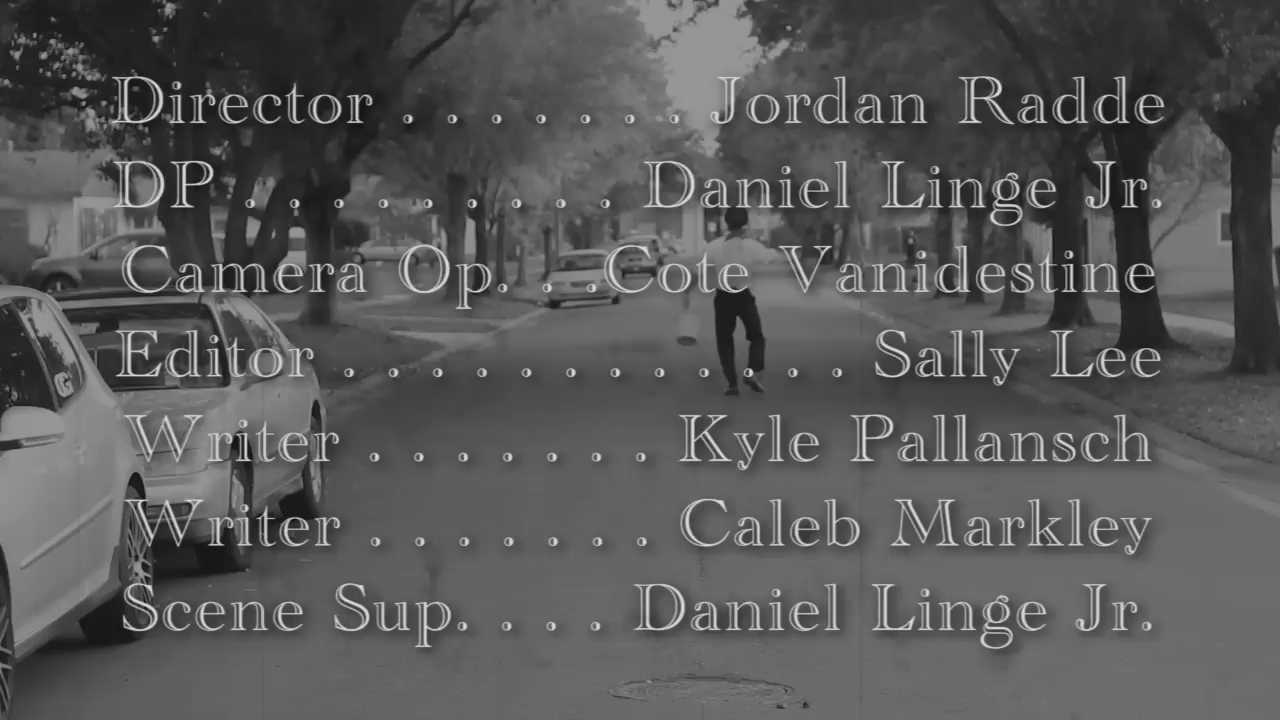 Director . . . . . . . Jordan Radde
DP . . . . . . . . . Daniel Linge Jr.
Camera Op. . .Cote Vanidestine
Editor . . . . . . . . . . . . Sally Lee
Writer . . . . . . . Kyle Pallansch
Writer . . . . . . . Caleb Markley
Scene Sup. . . . Daniel Linge Jr.